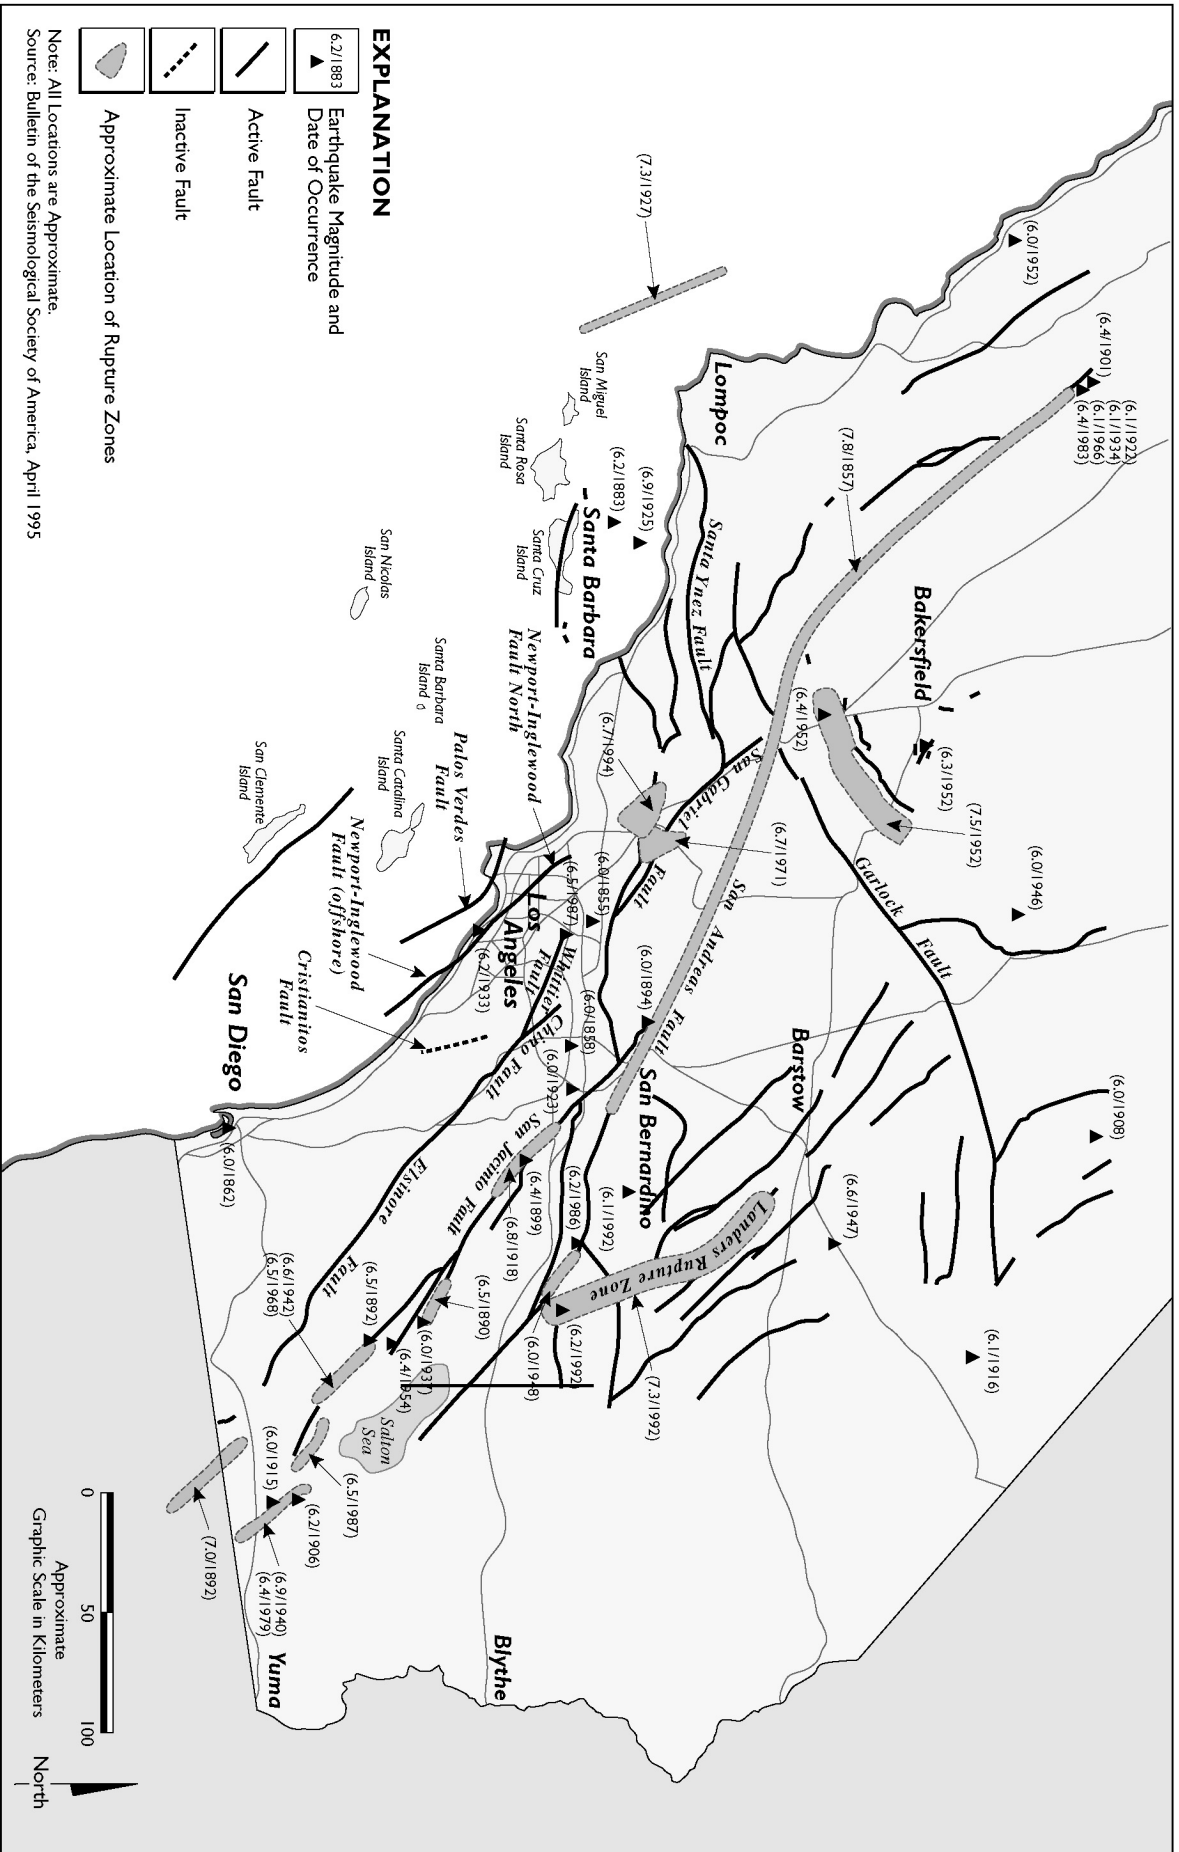 (6.0/1952)
(6.4/1901)
(6.1/1922)
(6.1/1934)
(6.1/1966)
(6.4/1983)
(7.3/1927)
(7.8/1857)
Lompoc
Bakersfield
San Miguel
Island
Santa Rosa
Island
Santa Cruz
Island
(6.2/1883)
(6.9/1925)
Santa Barbara
Santa Ynez Fault
(6.4/1952)
(6.3/1952)
(7.5/1952)
(6.0/1946)
(6.0/1908)
San Nicolas
Island
Santa Barbara
Island
Santa Catalina
Island
San Clemente
Island
Newport-Inglewood
Fault North
Palos Verdes
Fault
Newport-Inglewood
Fault (offshore)
Cristianitos
Fault
(6.7/1994)
San Gabriel
Fault
(6.7/1971)
San Andreas Fault
Garlock Fault
(6.5/1987)
(6.0/1855)
Los
Angeles
(6.2/1933)
Whittier
Fault
(6.0/1858)
(6.0/1894)
Chino Fault
(6.0/1923)
Barstow
San Bernardino
San Diego
(6.0/1862)
Elsinore Fault
San Jacinto Fault
(6.4/1899)
(6.8/1918)
(6.2/1986)
(6.1/1992)
Landers Rupture Zone
(6.6/1947)
(6.1/1916)
(7.3/1992)
(6.2/1992)
(6.0/1948)
(6.5/1890)
(6.0/1937)
(6.4/1954)
(6.5/1892)
(6.6/1942)
(6.5/1968)
Salton
Sea
(6.5/1987)
(6.0/1915)
(6.2/1906)
(6.9/1940)
(6.4/1979)
(7.0/1892)
Yuma
Blythe
EXPLANATION
6.2/1883
Earthquake Magnitude and
Date of Occurrence
Active Fault
Inactive Fault
Approximate Location of Rupture Zones
Note: All Locations are Approximate.
Source: Bulletin of the Seismological Society of America, April 1995
0 50 100
Approximate
Graphic Scale in Kilometers
North